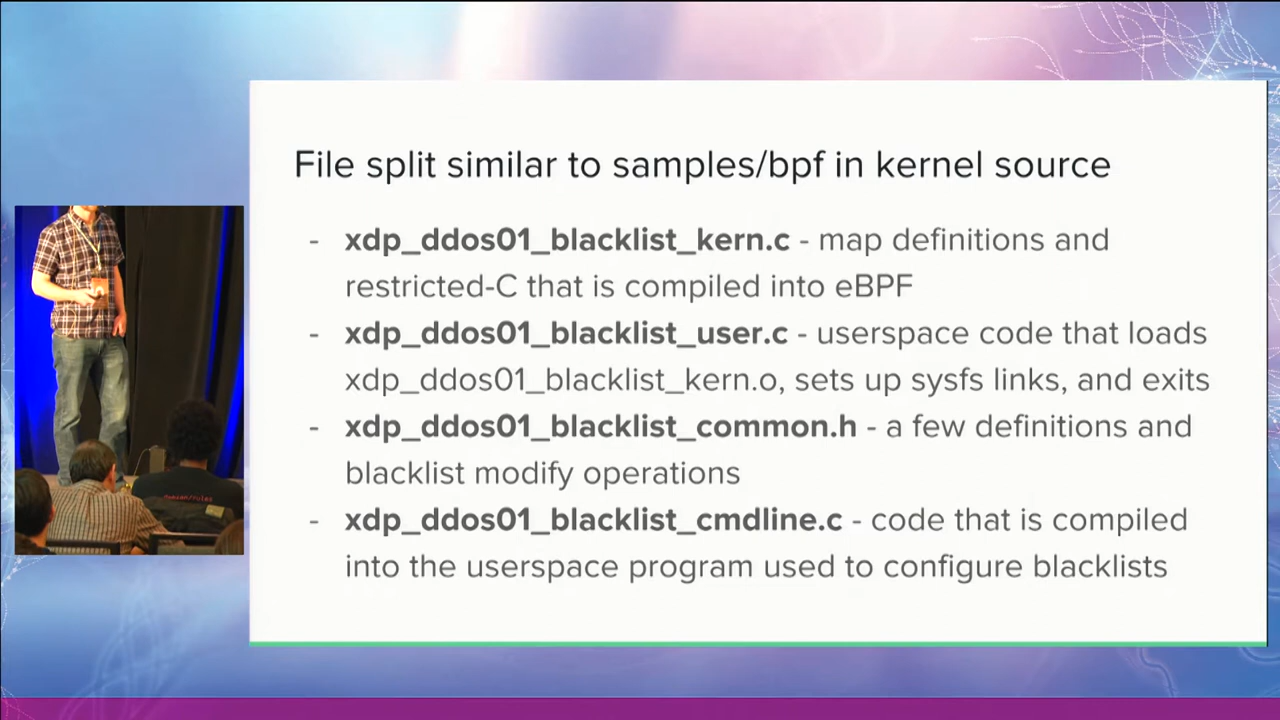 File split similar to samples/bpf in kernel source
- xdp_ddos01_blacklist_kern.c - map definitions and
restricted-C that is compiled into eBPF
- xdp_ddos01_blacklist_user.c - userspace code that loads
xdp_ddos01_blacklist_kern.o, sets up sysfs links, and exits
- xdp_ddos01_blacklist_common.h - a few definitions and
blacklist modify operations
- xdp_ddos01_blacklist_cmdline.c - code that is compiled
into the userspace program used to configure blacklists